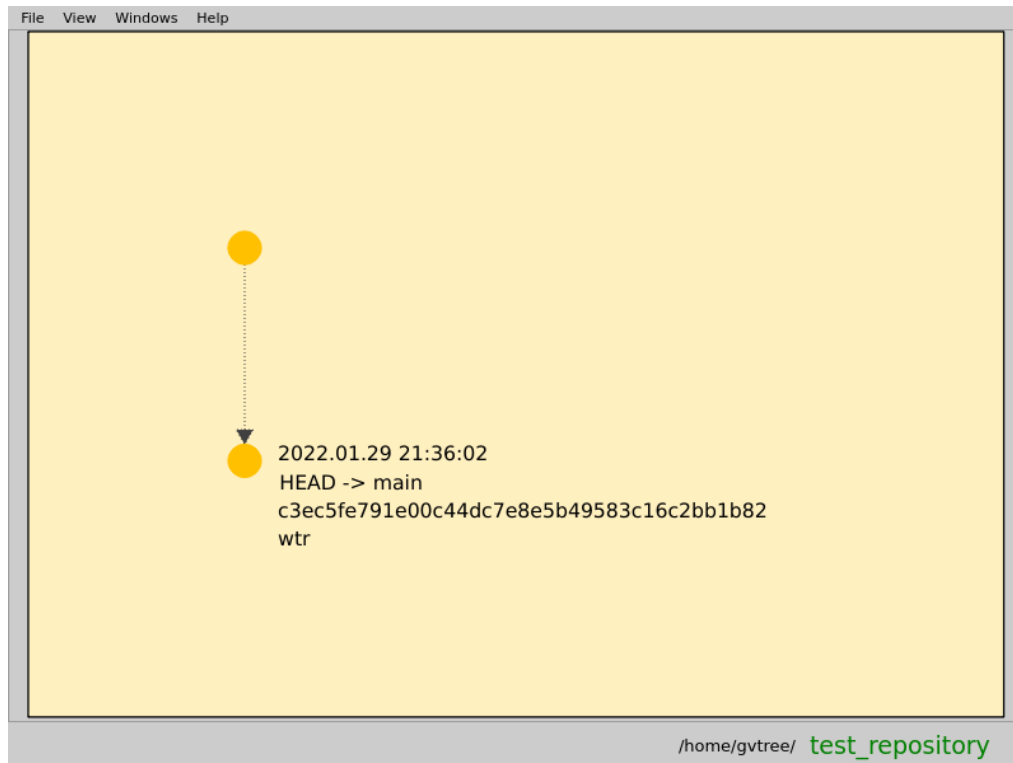 File View Windows Help
2022.01.29 21:36:02
HEAD -> main
c3ec5fe791e00c44dc7e8e5b49583c16c2bb1b82
wtr
/home/gvtree/ test_repository